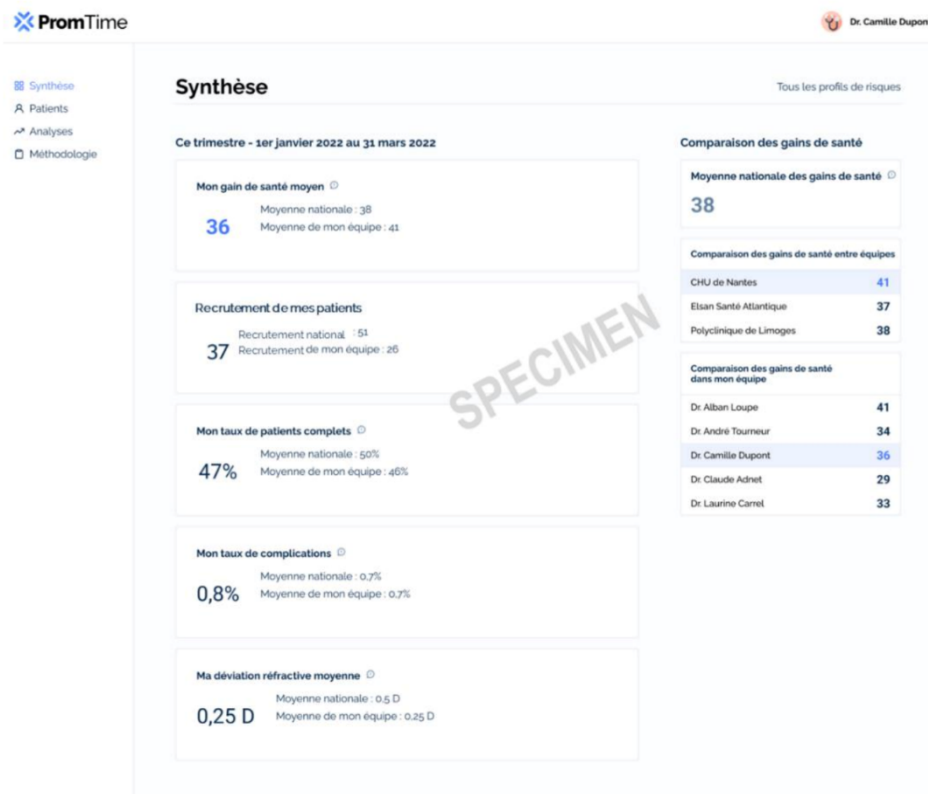 PromTime
Dr. Camille Dupon
Synthèse
Patients
Analyses
Méthodologie
Synthèse
Tous les profils de risques
Ce trimestre - 1er janvier 2022 au 31 mars 2022
Mon gain de santé moyen
36
Moyenne nationale : 38
Moyenne de mon équipe : 41
Recrutement de mes patients
37
Recrutement national : 51
Recrutement de mon équipe : 26
Mon taux de patients complets
47%
Moyenne nationale : 50%
Moyenne de mon équipe : 46%
Mon taux de complications
0,8%
Moyenne nationale : 0.7%
Moyenne de mon équipe : 0.7%
Ma déviation réfractive moyenne
0,25 D
Moyenne nationale : 0.5 D
Moyenne de mon équipe : 0.25 D
Comparaison des gains de santé
Moyenne nationale des gains de santé
38
Comparaison des gains de santé entre équipes
CHU de Nantes 41
Elsan Santé Atlantique 37
Polyclinique de Limoges 38
Comparaison des gains de santé
dans mon équipe
Dr. Alban Loupe 41
Dr. André Tourneur 34
Dr. Camille Dupont 36
Dr. Claude Adnet 29
Dr. Laurine Carrel 33
SPECIMEN